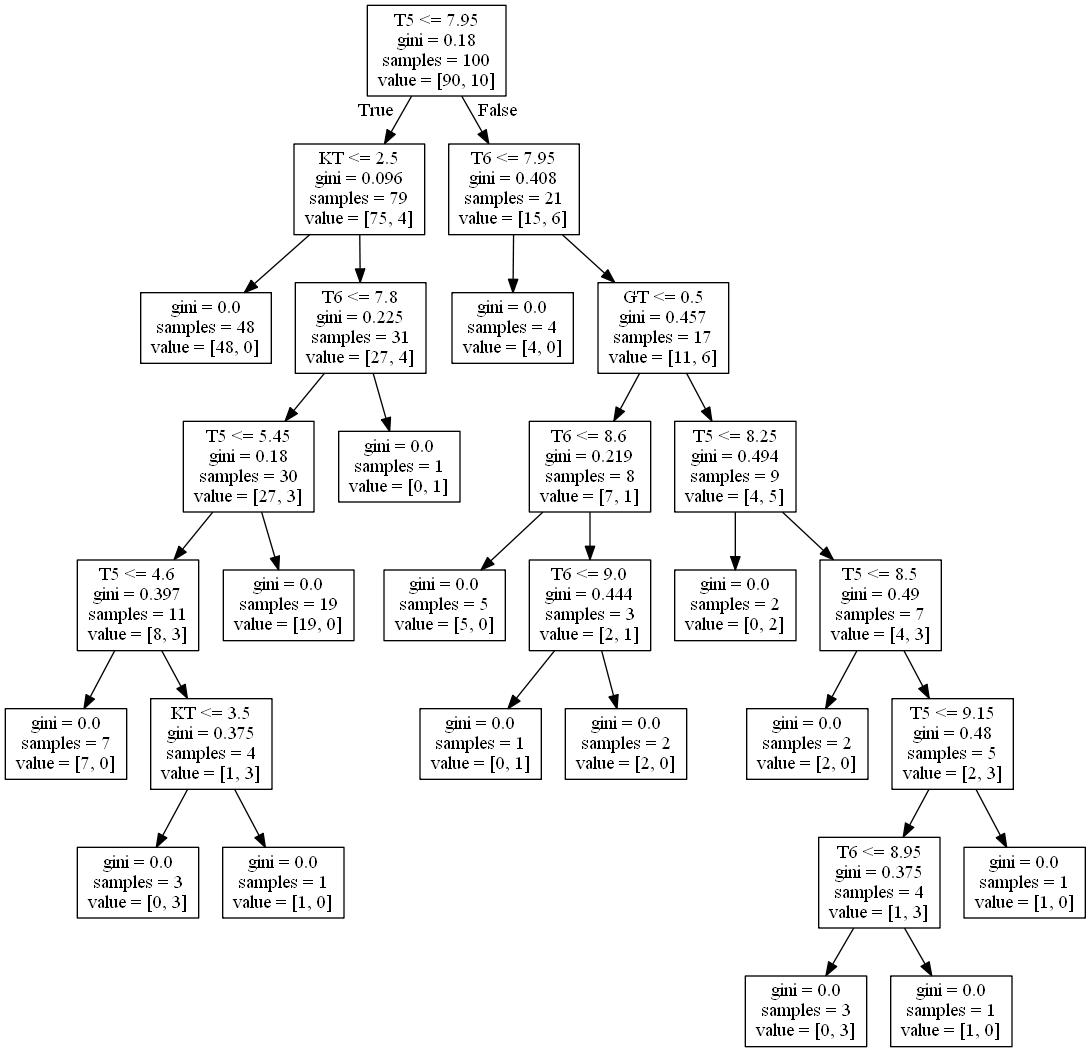 T5 <= 7.95
gini = 0.18
samples = 100
value = [90, 10]
True
False
KT <= 2.5
gini = 0.096
samples = 79
value = [75, 4]
T6 <= 7.95
gini = 0.408
samples = 21
value = [15, 6]
gini = 0.0
samples = 48
value = [48, 0]
T6 <= 7.8
gini = 0.225
samples = 31
value = [27, 4]
gini = 0.0
samples = 4
value = [4, 0]
GT <= 0.5
gini = 0.457
samples = 17
value = [11, 6]
T5 <= 5.45
gini = 0.18
samples = 30
value = [27, 3]
gini = 0.0
samples = 1
value = [0, 1]
T6 <= 8.6
gini = 0.219
samples = 8
value = [7, 1]
T5 <= 8.25
gini = 0.494
samples = 9
value = [4, 5]
T5 <= 4.6
gini = 0.397
samples = 11
value = [8, 3]
gini = 0.0
samples = 19
value = [19, 0]
gini = 0.0
samples = 5
value = [5, 0]
T6 <= 9.0
gini = 0.444
samples = 3
value = [2, 1]
gini = 0.0
samples = 2
value = [0, 2]
T5 <= 8.5
gini = 0.49
samples = 7
value = [4, 3]
gini = 0.0
samples = 7
value = [7, 0]
KT <= 3.5
gini = 0.375
samples = 4
value = [1, 3]
gini = 0.0
samples = 1
value = [0, 1]
gini = 0.0
samples = 2
value = [2, 0]
gini = 0.0
samples = 2
value = [2, 0]
T5 <= 9.15
gini = 0.48
samples = 5
value = [2, 3]
gini = 0.0
samples = 3
value = [0, 3]
gini = 0.0
samples = 1
value = [1, 0]
T6 <= 8.95
gini = 0.375
samples = 4
value = [1, 3]
gini = 0.0
samples = 1
value = [1, 0]
gini = 0.0
samples = 3
value = [0, 3]
gini = 0.0
samples = 1
value = [1, 0]